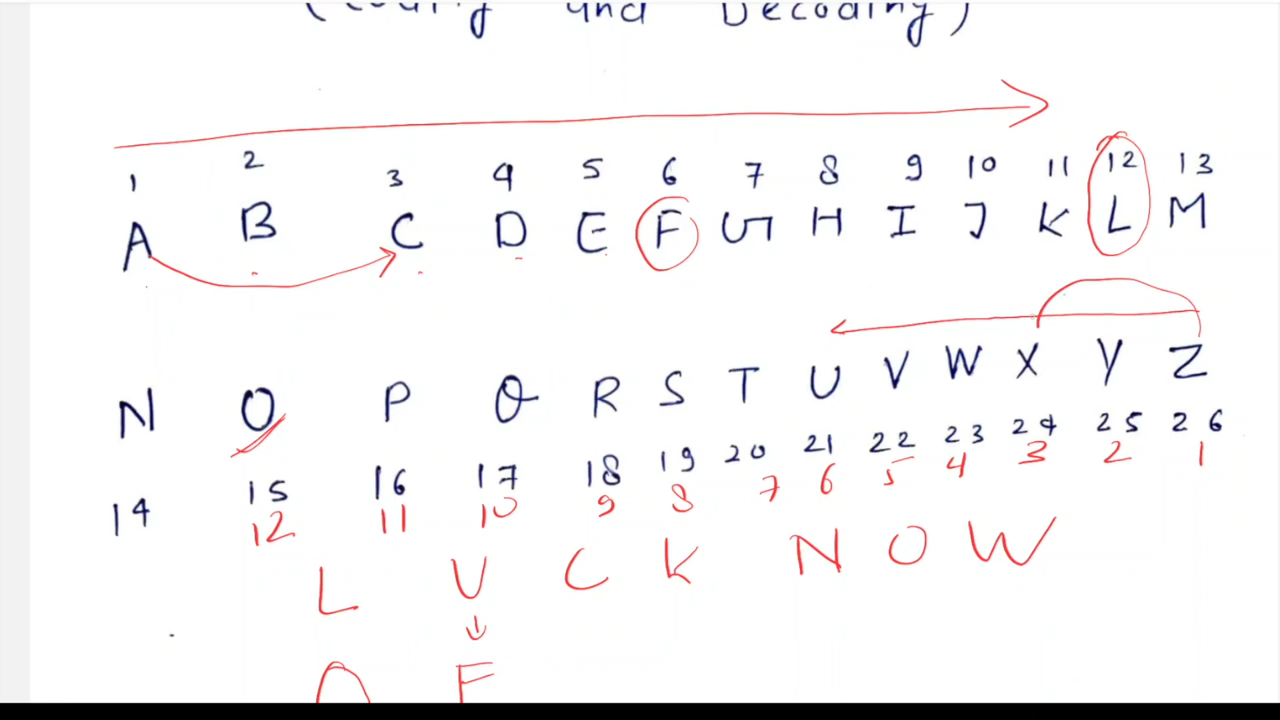 (Coding and Decoding)
1 2 3 4 5 6 7 8 9 10 11 12 13
A B C D E F G H I J K L M
N O P Q R S T U V W X Y Z
14 15 16 17 18 19 20 21 22 23 24 25 26
12 11 10 9 8 7 6 5 4 3 2 1
L U C K N O W
O F